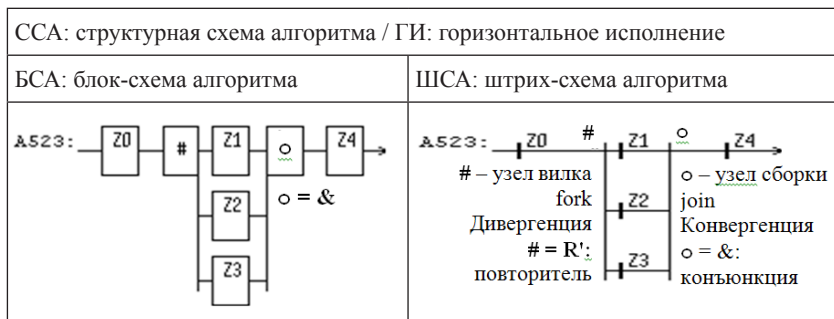 ССА: структурная схема алгоритма / ГИ: горизонтальное исполнение
БСА: блок-схема алгоритма
ШСА: штрих-схема алгоритма
A523: Z0 # Z1 o Z4
Z2 o = &
Z3
A523: Z0 # Z1 o Z4
# – узел вилка
fork
Дивергенция
# = R':
повторитель
Z2
Z3
o – узел сборки
join
Конвергенция
o = &:
конъюнкция